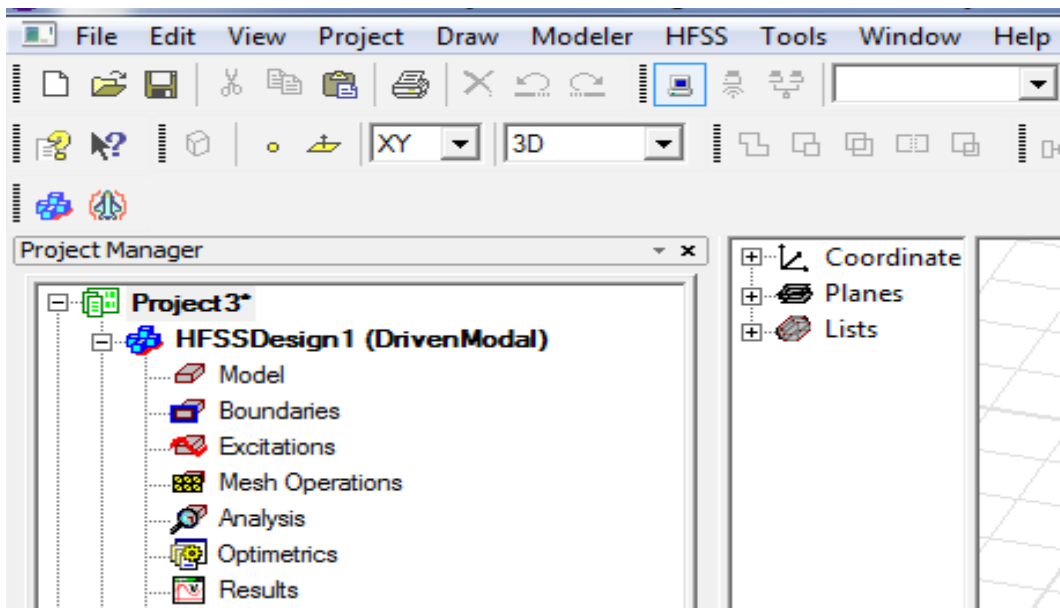 File Edit View Project Draw Modeler HFSS Tools Window Help
XY 3D
Project Manager
Project3*
HFSSDesign1 (DrivenModal)
Model
Boundaries
Excitations
Mesh Operations
Analysis
Optimetrics
Results
Coordinate
Planes
Lists